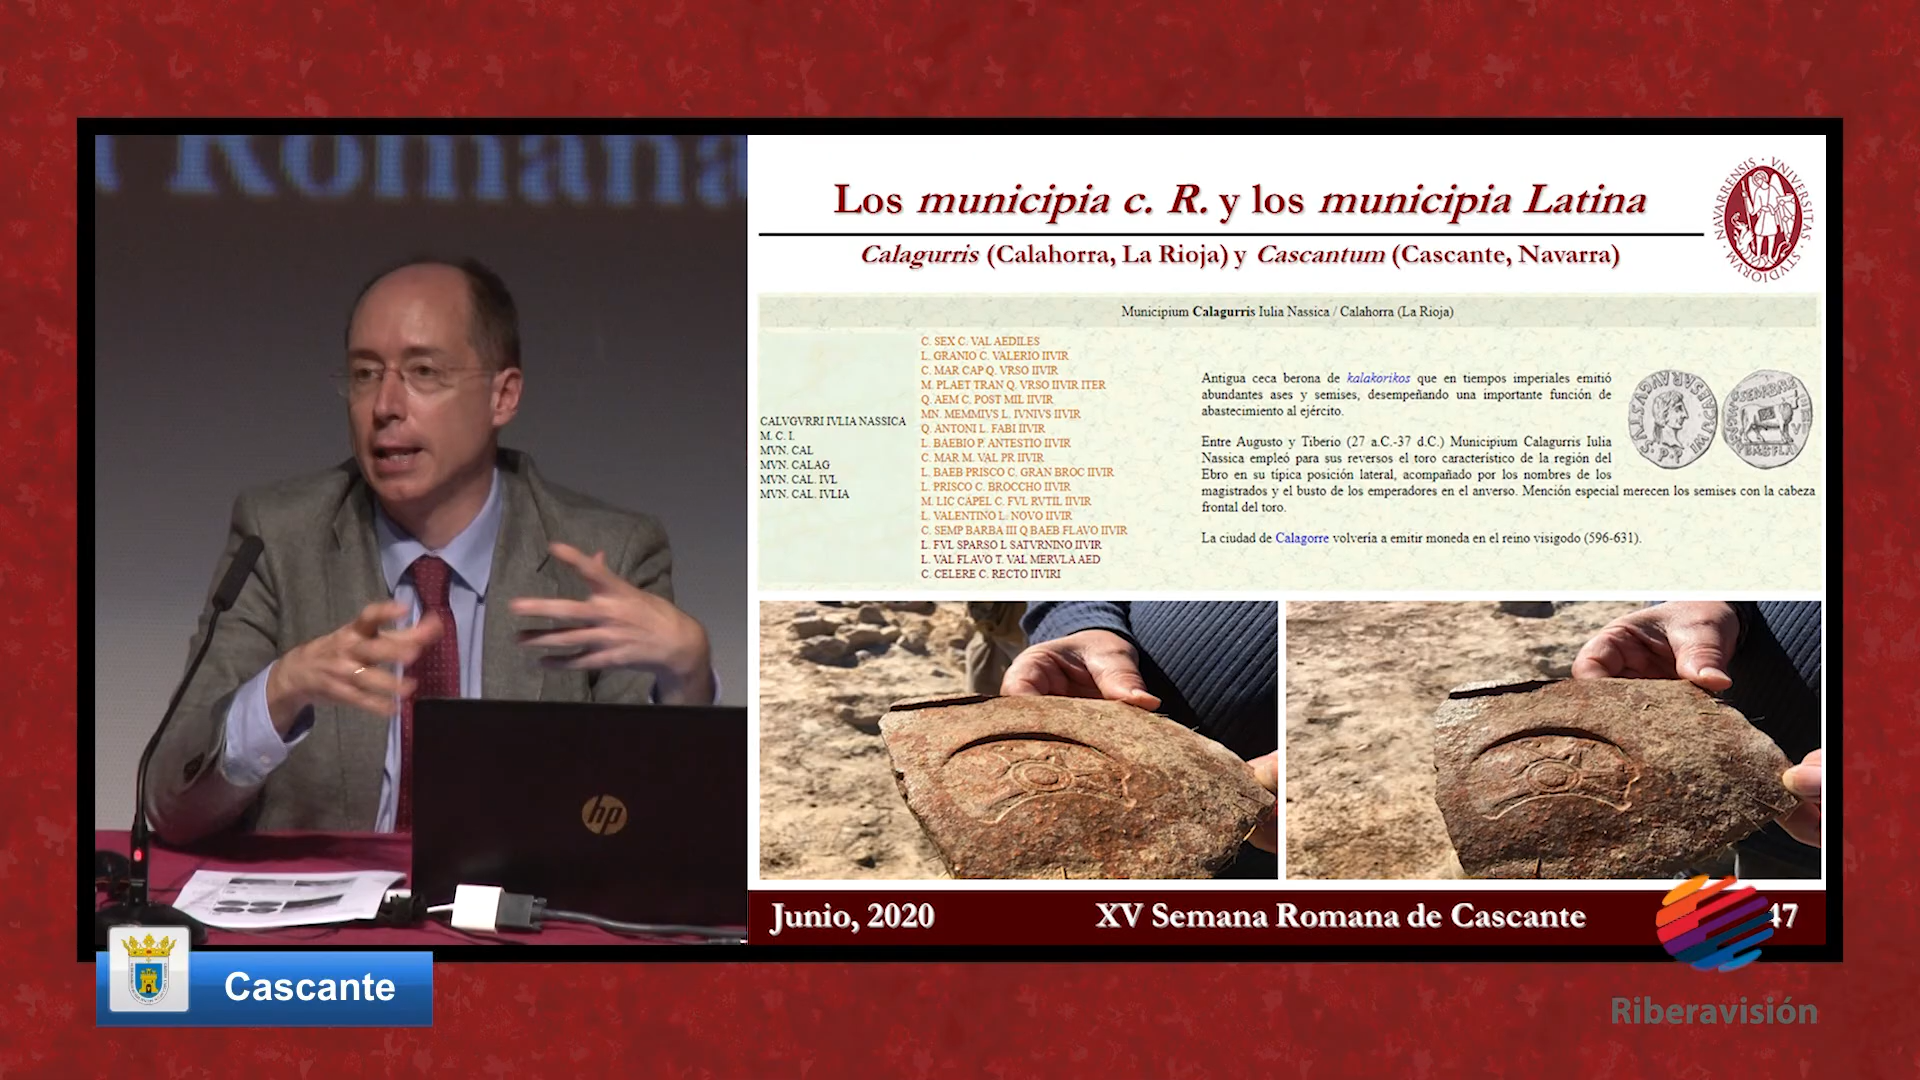 a Romana
Los municipia c. R. y los municipia Latina
Calagurris (Calahorra, La Rioja) y Cascantum (Cascante, Navarra)
VNIVERSITAS STVDIORVM NAVARRENSIS
Municipium Calagurris Iulia Nassica / Calahorra (La Rioja)
CALVGVRRI IVLIA NASSICA
M. C. I.
MVN. CAL
MVN. CALAG
MVN. CAL. IVL
MVN. CAL. IVLIA
C. SEX C. VAL AEDILES
L. GRANIO C. VALERIO IIVIR
C. MAR CAP Q. VRSO IIVIR
M. PLAET TRAN Q. VRSO IIVIR ITER
Q. AEM C. POST MIL IIVIR
MN. MEMMIVS L. IVNIVS IIVIR
Q. ANTONI L. FABI IIVIR
L. BAEBIO P. ANTESTIO IIVIR
C. MAR M. VAL PR IIVIR
L. BAEB PRISCO C. GRAN BROC IIVIR
L. PRISCO C. BROCCHO IIVIR
M. LIC CAPEL C. FVL RVTIL IIVIR
L. VALENTINO L. NOVO IIVIR
C. SEMP BARBA III Q BAEB FLAVO IIVIR
L. FVL SPARSO L SATVRNINO IIVIR
L. VAL FLAVO T. VAL MERVLA AED
C. CELERE C. RECTO IIVIRI
Antigua ceca berona de kalakorikos que en tiempos imperiales emitió
abundantes ases y semises, desempeñando una importante función de
abastecimiento al ejército.
Entre Augusto y Tiberio (27 a.C.-37 d.C.) Municipium Calagurris Iulia
Nassica empleó para sus reversos el toro característico de la región del
Ebro en su típica posición lateral, acompañado por los nombres de los
magistrados y el busto de los emperadores en el anverso. Mención especial merecen los semises con la cabeza
frontal del toro.
La ciudad de Calagorre volvería a emitir moneda en el reino visigodo (596-631).
hp
Junio, 2020
XV Semana Romana de Cascante
47
Cascante
Riberavisión